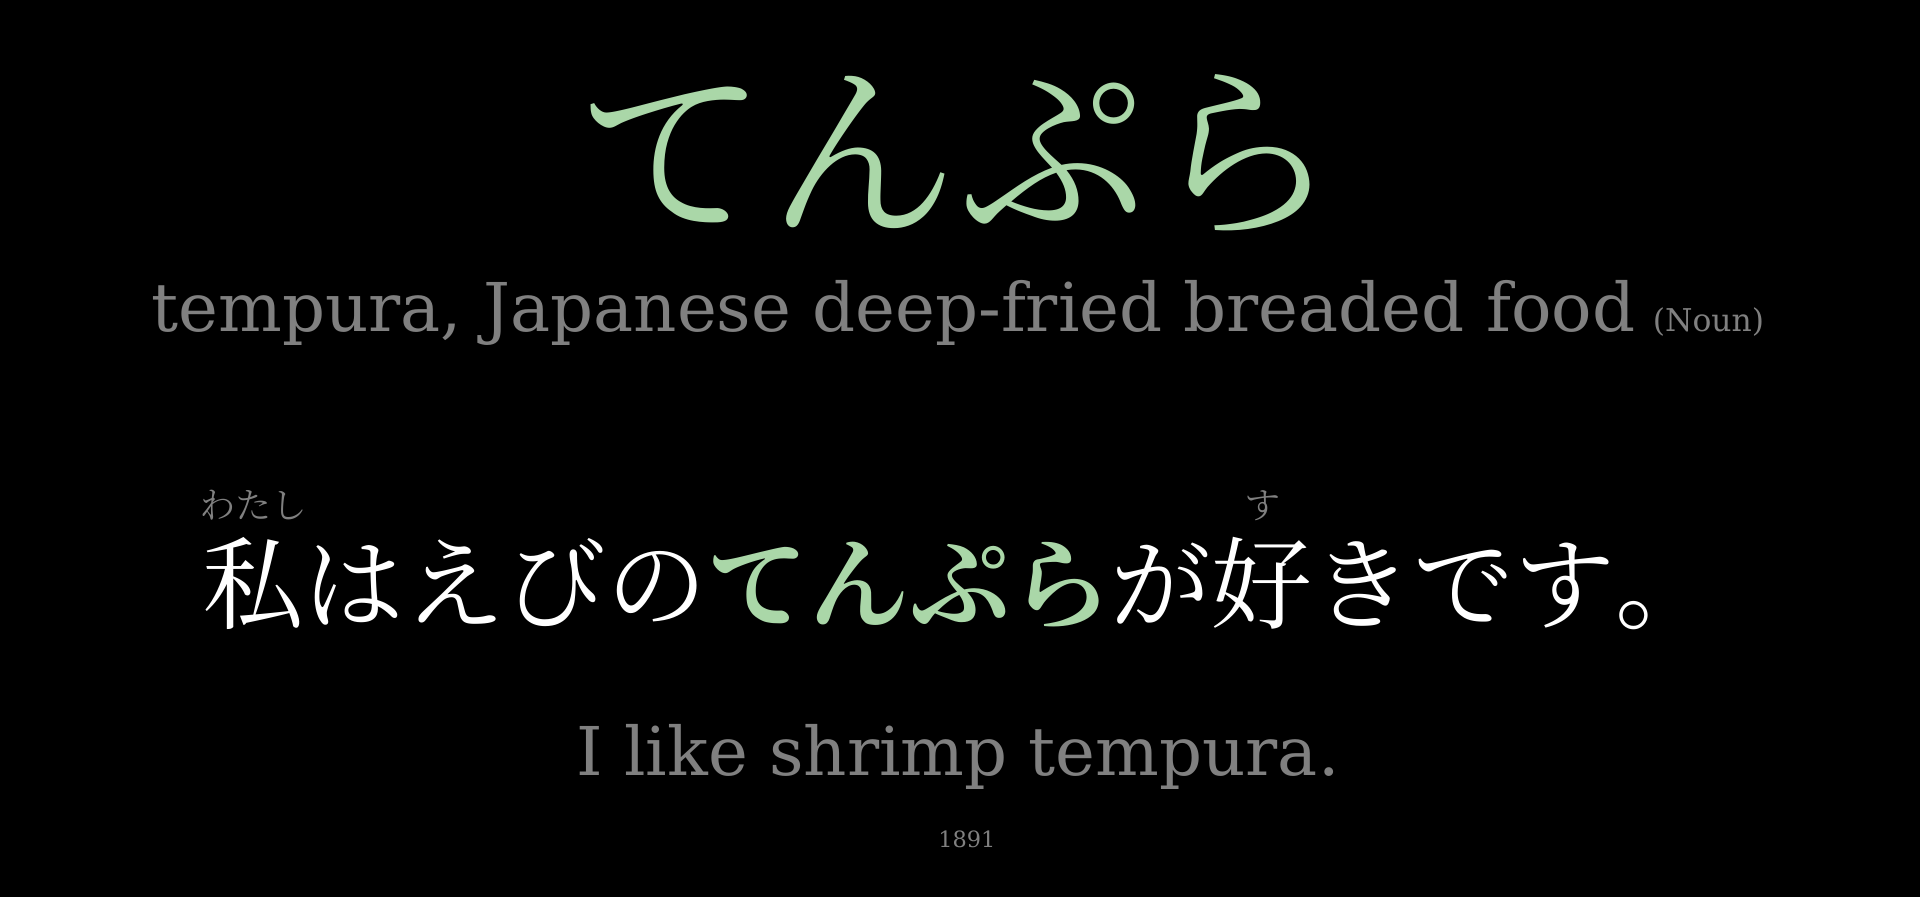 てんぷら
tempura, Japanese deep-fried breaded food (Noun)
わたし す
私はえびのてんぷらが好きです。
I like shrimp tempura.
1891